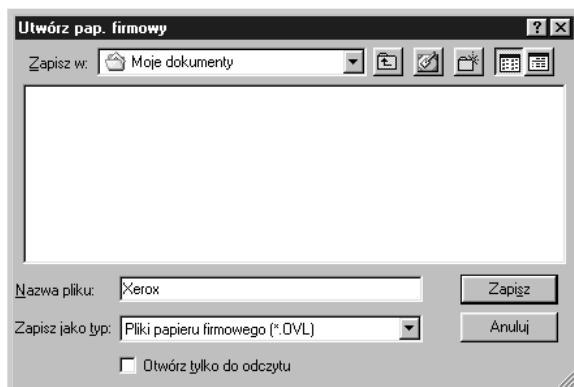 Utwórz pap. firmowy
Zapisz w: Moje dokumenty
Nazwa pliku: Xerox Zapisz
Zapisz jako typ: Pliki papieru firmowego (*.OVL) Anuluj
Otwórz tylko do odczytu